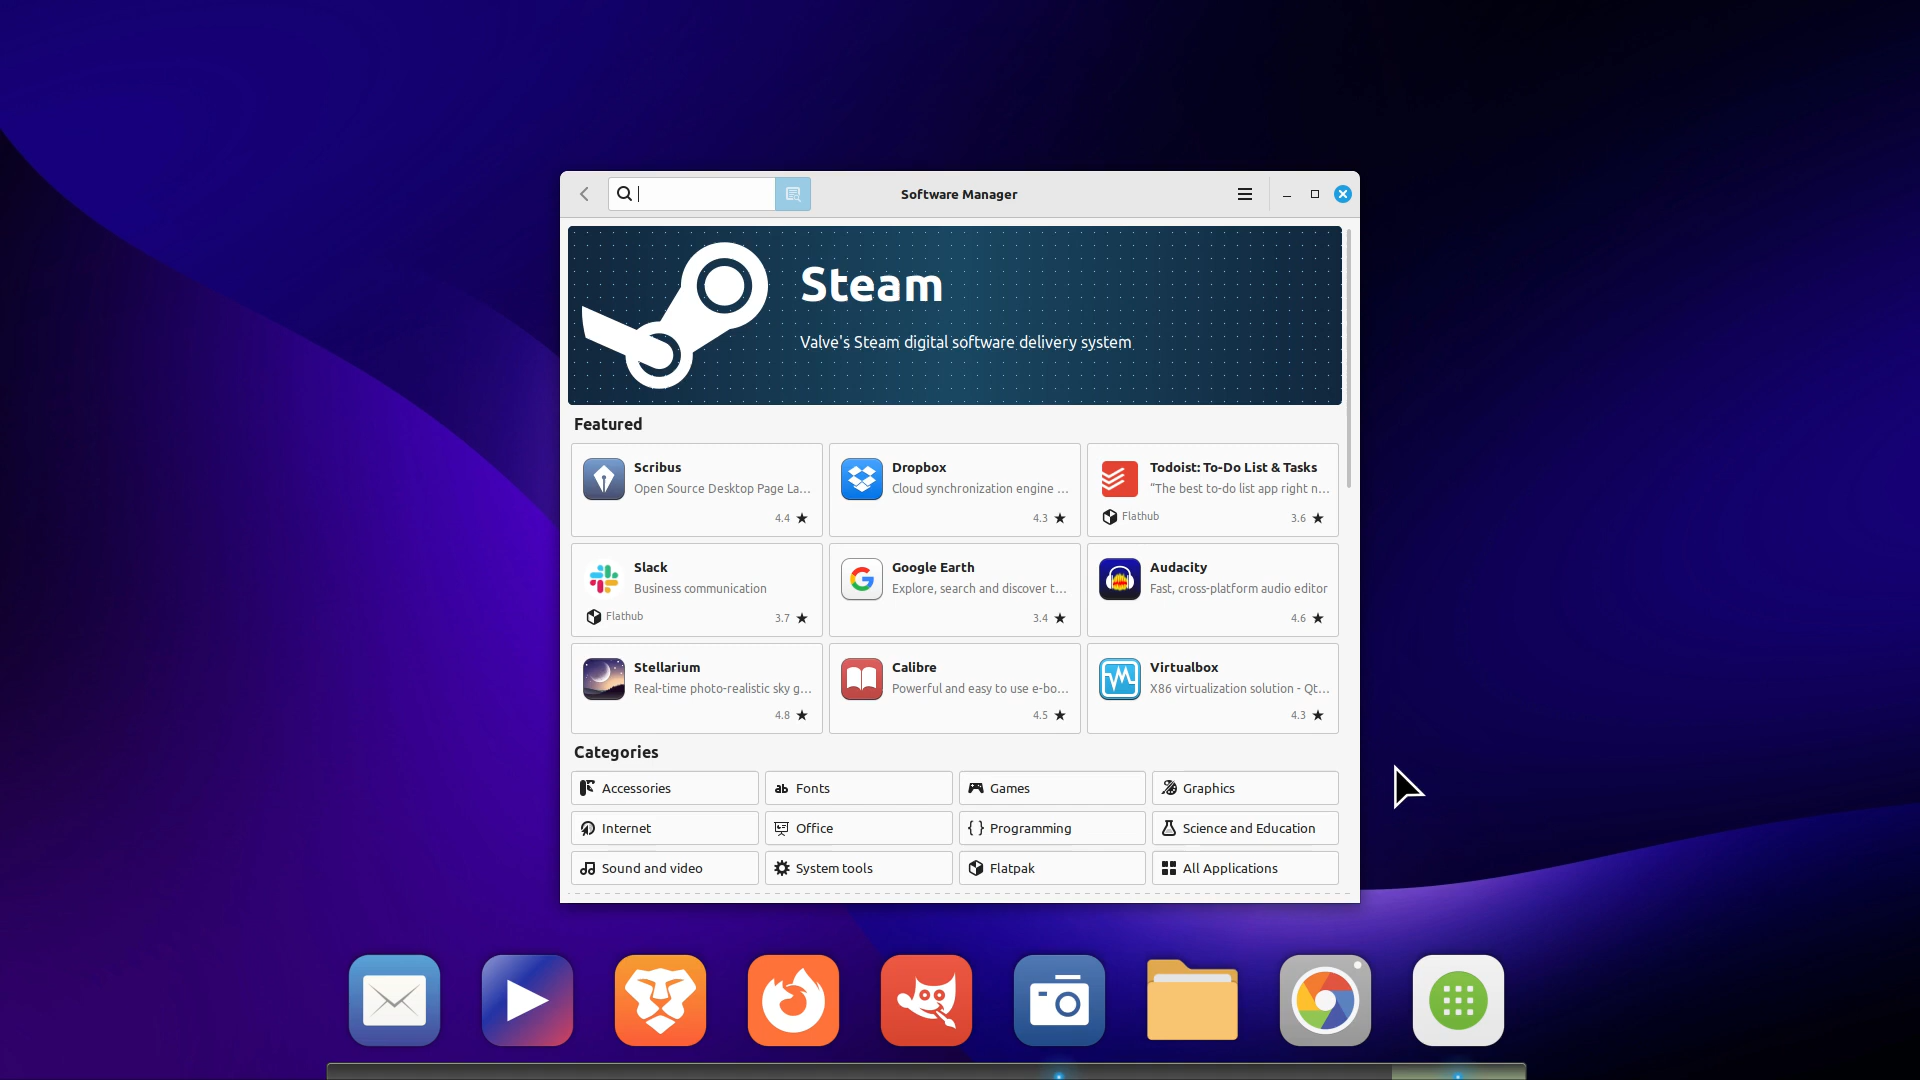 Software Manager
Steam
Valve's Steam digital software delivery system
Featured
Scribus
Open Source Desktop Page La...
4.4
Dropbox
Cloud synchronization engine ...
4.3
Todoist: To-Do List & Tasks
"The best to-do list app right n...
Flathub
3.6
Slack
Business communication
Flathub
3.7
Google Earth
Explore, search and discover t...
3.4
Audacity
Fast, cross-platform audio editor
4.6
Stellarium
Real-time photo-realistic sky g...
4.8
Calibre
Powerful and easy to use e-bo...
4.5
Virtualbox
X86 virtualization solution - Qt...
4.3
Categories
Accessories
ab Fonts
Games
Graphics
Internet
Office
{ } Programming
Science and Education
Sound and video
System tools
Flatpak
All Applications